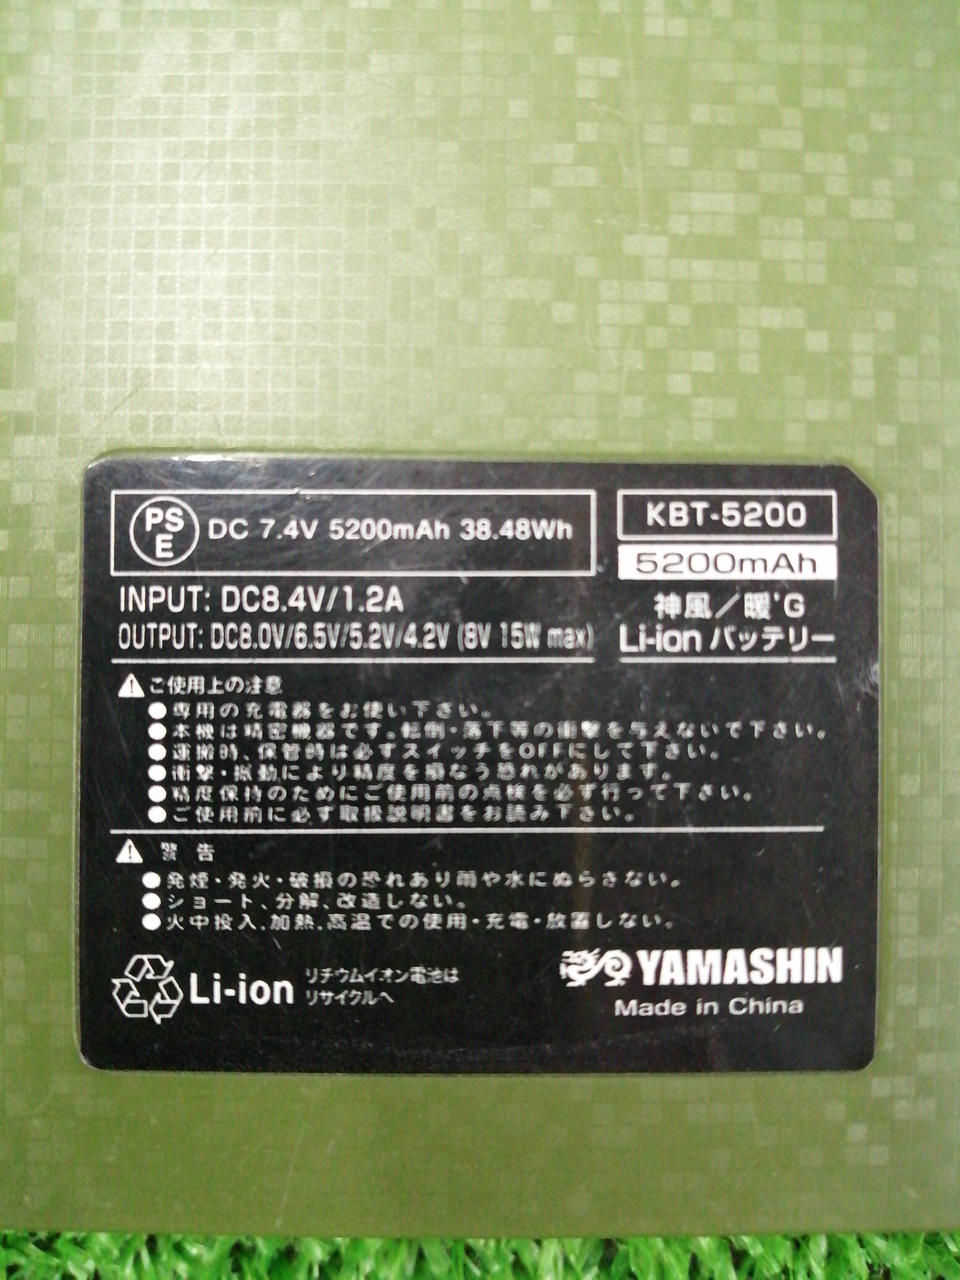 PS
E
DC 7.4V 5200mAh 38.48Wh
KBT-5200
5200mAh
INPUT: DC8.4V/1.2A
OUTPUT: DC8.0V/6.5V/5.2V/4.2V (8V 15W max)
神風／暖'G
Li-ion バッテリー
ご使用上の注意
●専用の充電器をお使い下さい。
●本機は精密機器です。転倒・落下等の衝撃を与えないで下さい。
●運搬時、保管時は必ずスイッチをOFFにして下さい。
●衝撃・振動により精度を損なう恐れがあります。
●精度保持のためにご使用前の点検を必ず行って下さい。
●ご使用前に必ず取扱説明書をお読み下さい。
警 告
●発煙・発火・破損の恐れあり雨や水にぬらさない。
●ショート、分解、改造しない。
●火中投入、加熱、高温での使用・充電・放置しない。
Li-ion
リチウムイオン電池は
リサイクルへ
YAMASHIN
Made in China